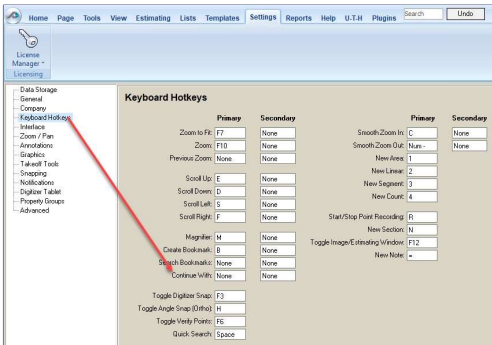 Home Page Tools View Estimating Lists Templates Settings Reports Help U-T-H Plugins Search Undo
License
Manager
Licensing
Data Storage
General
Company
Keyboard Hotkeys
Interface
Zoom / Pan
Annotations
Graphics
Takeoff Tools
Snapping
Notifications
Digitizer Tablet
Property Groups
Advanced
Keyboard Hotkeys
Primary Secondary Primary Secondary
Zoom to Fit: F7 None Smooth Zoom In: C None
Zoom: F10 None Smooth Zoom Out: Num - None
Previous Zoom: None None New Area: 1
New Linear: 2
Scroll Up: E None New Segment: 3
Scroll Down: D None New Count: 4
Scroll Left: S None
Scroll Right: F None Start/Stop Point Recording: R
New Section: N
Magnifier: M None Toggle Image/Estimating Window: F12
Create Bookmark: B None New Note: =
Search Bookmarks: None None
Continue With: None None
Toggle Digitizer Snap: F3
Toggle Angle Snap (Ortho): H
Toggle Verify Points: F6
Quick Search: Space